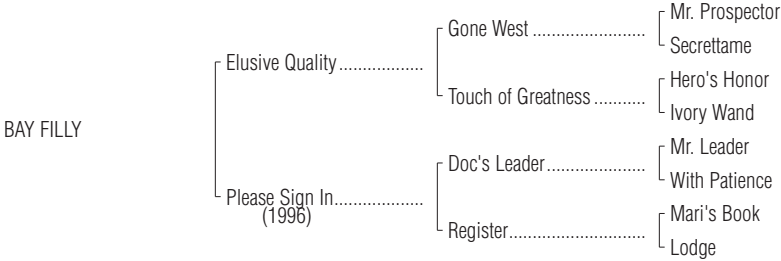 Mr. Prospector
Gone West ........................
Secrettame
Elusive Quality..................
Hero's Honor
Touch of Greatness ...........
Ivory Wand
BAY FILLY
Mr. Leader
Doc's Leader.....................
With Patience
Please Sign In...................
(1996)
Mari's Book
Register.............................
Lodge